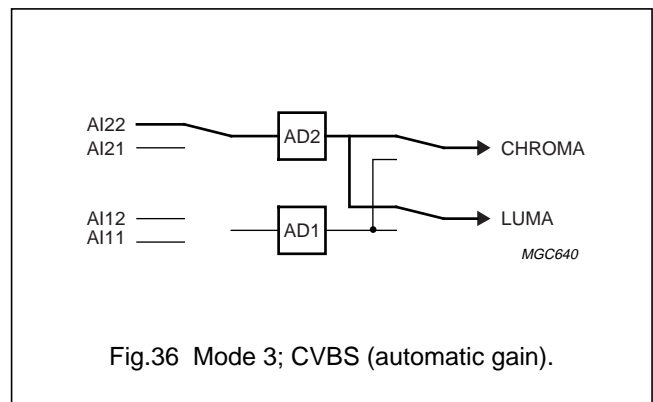 AI22
AI21
AD2
CHROMA
AI12
AI11
AD1
LUMA
MGC640
Fig.36 Mode 3; CVBS (automatic gain).